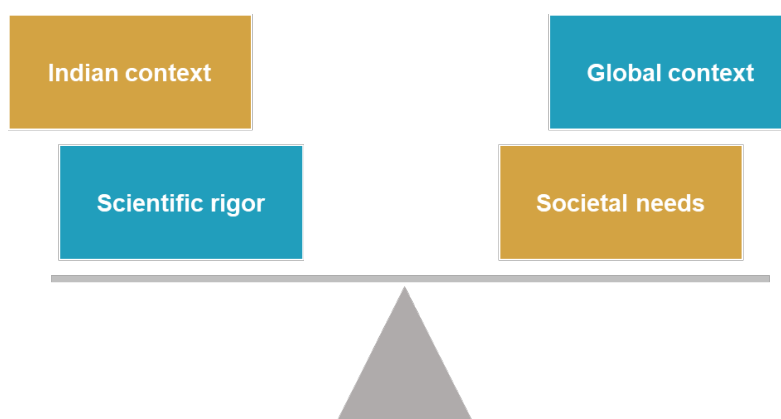 Indian context
Global context
Scientific rigor
Societal needs